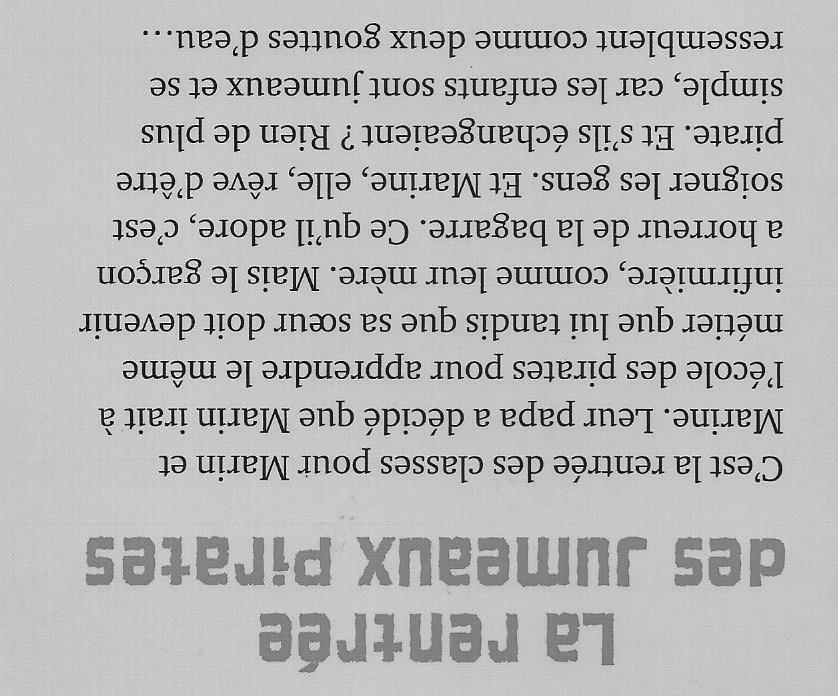 La rentrée
des jumeaux pirates
C'est la rentrée des classes pour Marin et
Marine. Leur papa a décidé que Marin irait à
l'école des pirates pour apprendre le même
métier que lui tandis que sa sœur doit devenir
infirmière, comme leur mère. Mais le garçon
a horreur de la bagarre. Ce qu'il adore, c'est
soigner les gens. Et Marine, elle, rêve d'être
pirate. Et s'ils échangeaient ? Rien de plus
simple, car les enfants sont jumeaux et se
ressemblent comme deux gouttes d'eau…